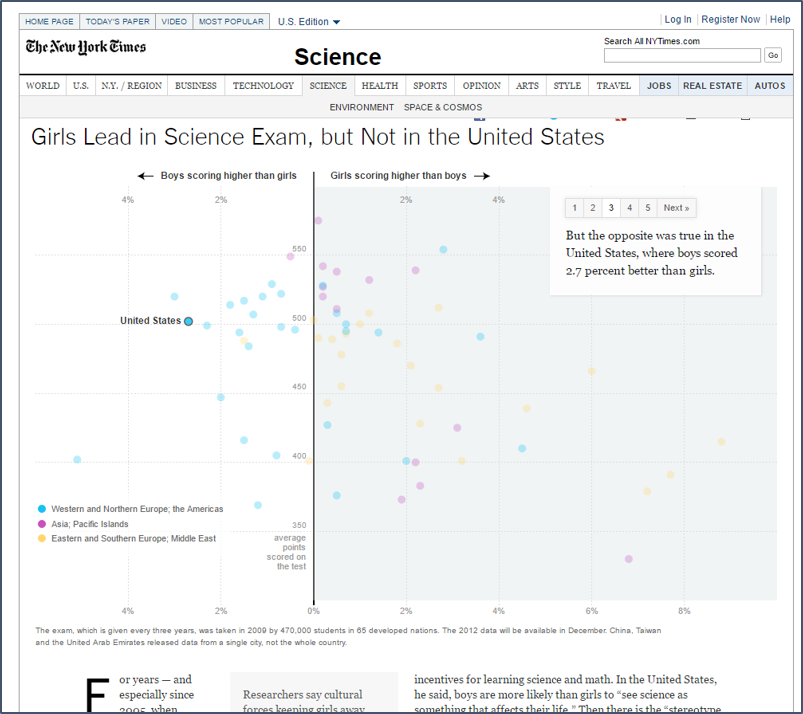 HOME PAGE TODAY'S PAPER VIDEO MOST POPULAR U.S. Edition
Log In Register Now Help
The New York Times
Science
Search All NYTimes.com
Go
WORLD U.S. N.Y. / REGION BUSINESS TECHNOLOGY SCIENCE HEALTH SPORTS OPINION ARTS STYLE TRAVEL JOBS REAL ESTATE AUTOS
ENVIRONMENT SPACE & COSMOS
Girls Lead in Science Exam, but Not in the United States
Boys scoring higher than girls Girls scoring higher than boys
4% 2% 2% 4%
1 2 3 4 5 Next »
But the opposite was true in the
United States, where boys scored
2.7 percent better than girls.
550
500
United States
450
400
Western and Northern Europe; the Americas
Asia; Pacific Islands
Eastern and Southern Europe; Middle East
350
average
points
scored on
the test
4% 2% 0% 2% 4% 6% 8%
The exam, which is given every three years, was taken in 2009 by 470,000 students in 65 developed nations. The 2012 data will be available in December. China, Taiwan
and the United Arab Emirates released data from a single city, not the whole country.
For years — and
especially since
2005, when
Researchers say cultural
forces keeping girls away
incentives for learning science and math. In the United States,
he said, boys are more likely than girls to “see science as
something that affects their life.” Then there is the “stereotype